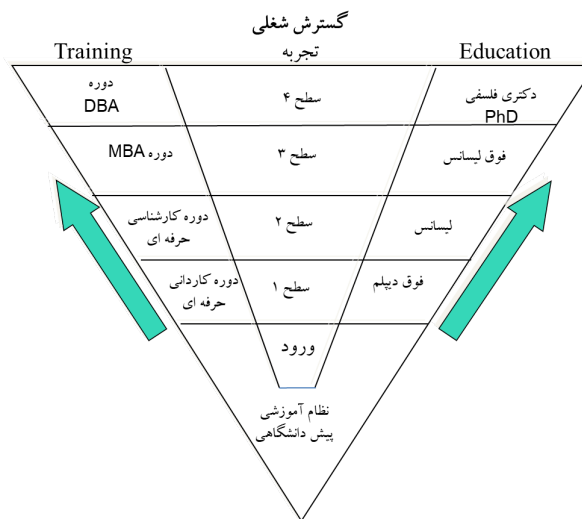 گسترش شغلی
Training
تجربه
Education
دوره
DBA
سطح ۴
دکتری فلسفی
PhD
دوره MBA
سطح ۳
فوق لیسانس
دوره کارشناسی
حرفه ای
سطح ۲
لیسانس
دوره کاردانی
حرفه ای
سطح ۱
فوق دیپلم
ورود
نظام آموزشی
پیش دانشگاهی